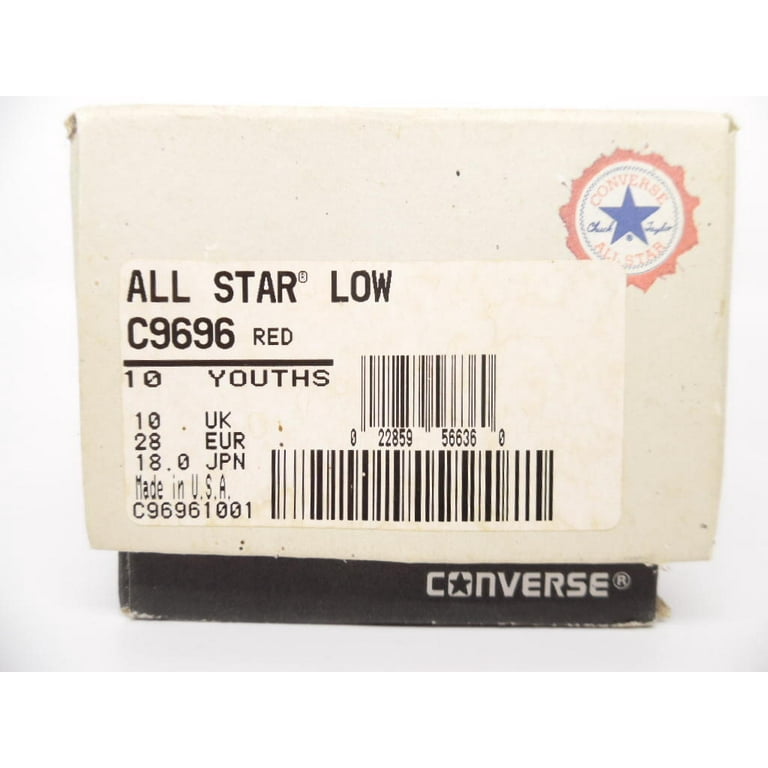 CONVERSE
Chuck Taylor
®
ALL STAR
ALL STAR® LOW
C9696 RED
10 YOUTHS
10 UK
28 EUR
18.0 JPN
Made in U.S.A.
C96961001
0 22859 56636 0
CONVERSE®